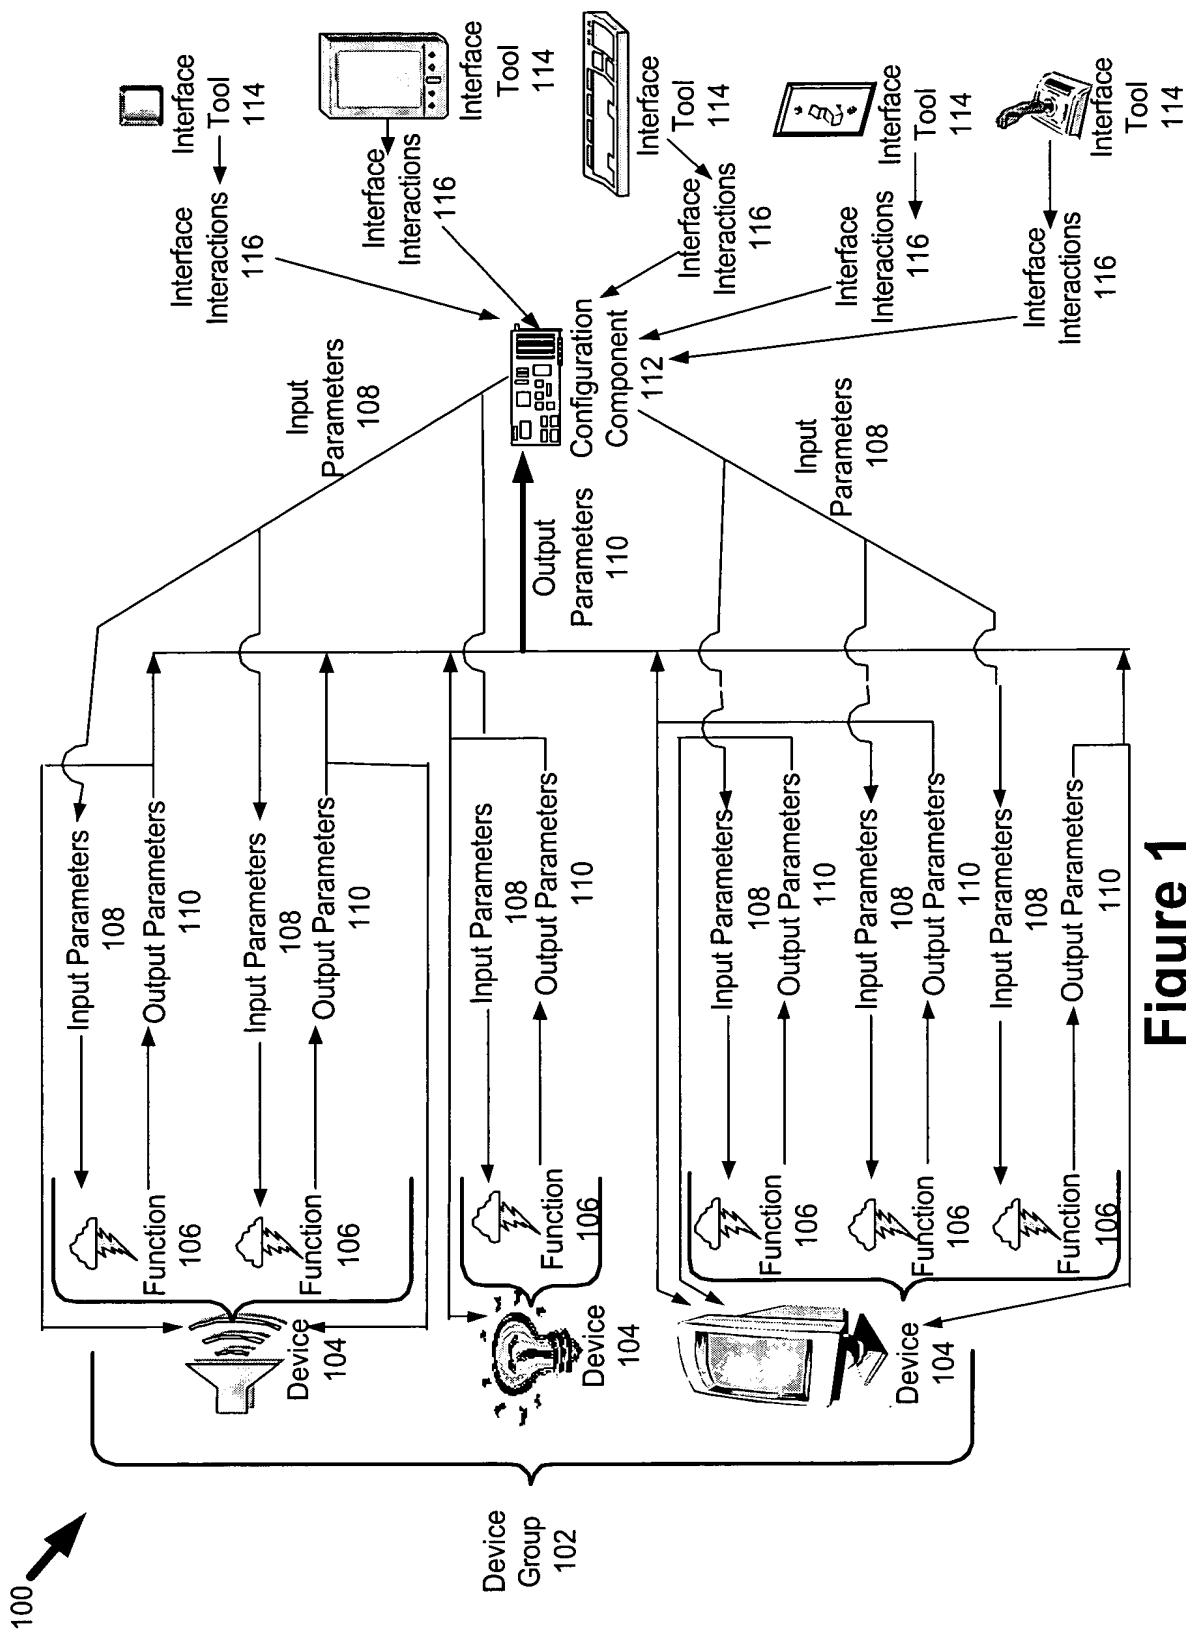 100
Device
Group
102
Device
104
Function
106
Input Parameters
108
Output Parameters
110
Function
106
Input Parameters
108
Output Parameters
110
Device
104
Function
106
Input Parameters
108
Output Parameters
110
Device
104
Function
106
Input Parameters
108
Output Parameters
110
Function
106
Input Parameters
108
Output Parameters
110
Function
106
Input Parameters
108
Output Parameters
110
Input
Parameters
108
Output
Parameters
110
Input
Parameters
108
Configuration
Component
112
Interface
Interactions
116
Interface
Tool
114
Interface
Interactions
116
Interface
Tool
114
Interface
Interactions
116
Interface
Tool
114
Interface
Interactions
116
Interface
Tool
114
Interface
Interactions
116
Interface
Tool
114
Figure 1